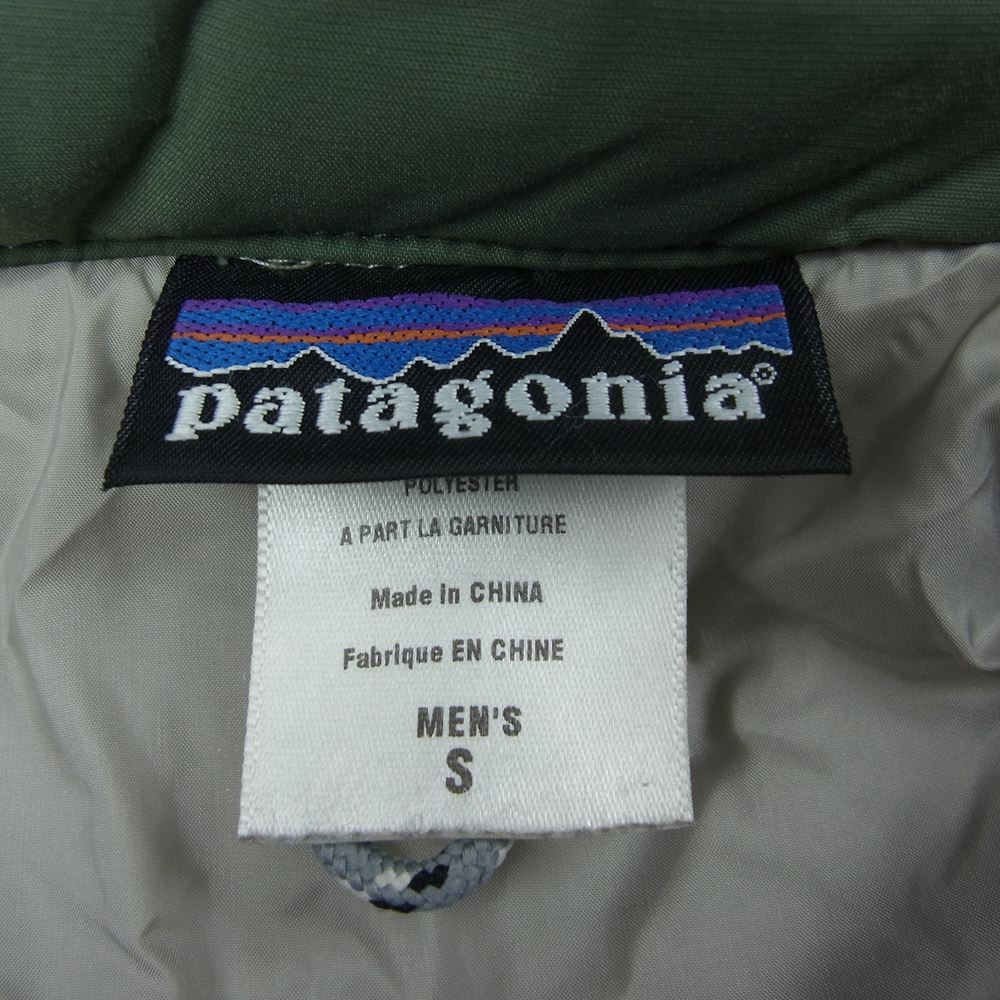 patagonia®
POLYESTER
A PART LA GARNITURE
Made in CHINA
Fabrique EN CHINE
MEN'S
S